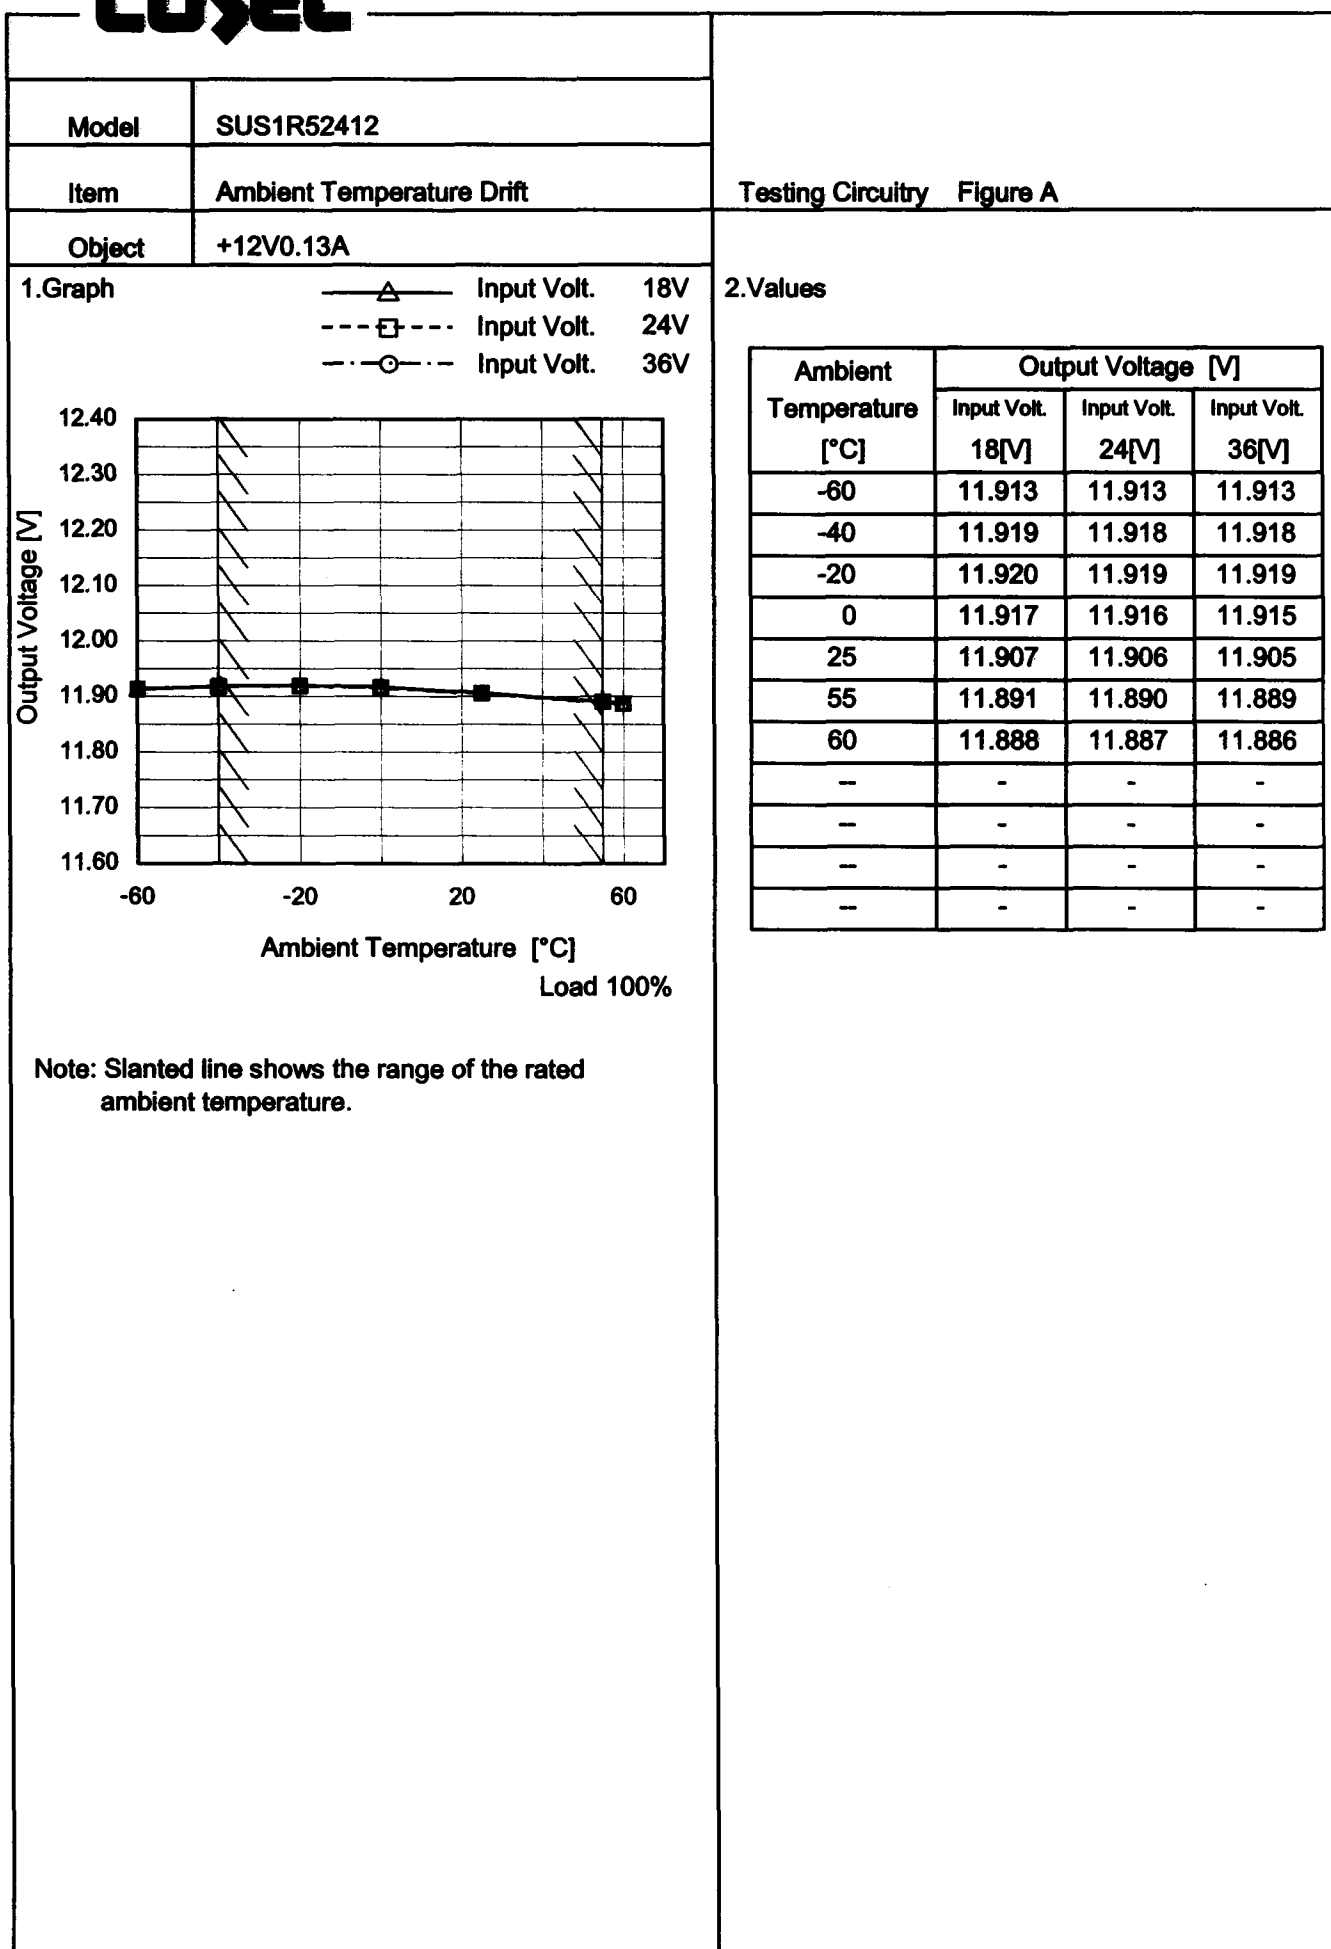 COSEL
Model SUS1R52412
Item Ambient Temperature Drift
Testing Circuitry Figure A
Object +12V0.13A
1.Graph
Input Volt. 18V
Input Volt. 24V
Input Volt. 36V
Output Voltage [V]
12.40
12.30
12.20
12.10
12.00
11.90
11.80
11.70
11.60
-60 -20 20 60
Ambient Temperature [°C]
Load 100%
Note: Slanted line shows the range of the rated
ambient temperature.
2.Values
Ambient Output Voltage [V]
Temperature Input Volt. Input Volt. Input Volt.
[°C] 18[V] 24[V] 36[V]
-60 11.913 11.913 11.913
-40 11.919 11.918 11.918
-20 11.920 11.919 11.919
0 11.917 11.916 11.915
25 11.907 11.906 11.905
55 11.891 11.890 11.889
60 11.888 11.887 11.886
-- - - -
-- - - -
-- - - -
-- - - -